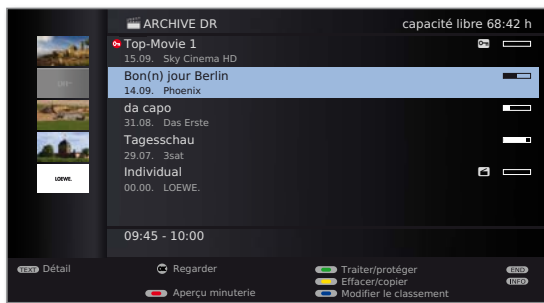 ARCHIVE DR capacité libre 68:42 h
Top-Movie 1
15.09. Sky Cinema HD
Bon(n) jour Berlin
14.09. Phoenix
da capo
31.08. Das Erste
Tagesschau
29.07. 3sat
Individual
00.00. LOEWE.
LOEWE.
09:45 - 10:00
TEXT Détail OK Regarder Traiter/protéger END
Effacer/copier INFO
Aperçu minuterie Modifier le classement